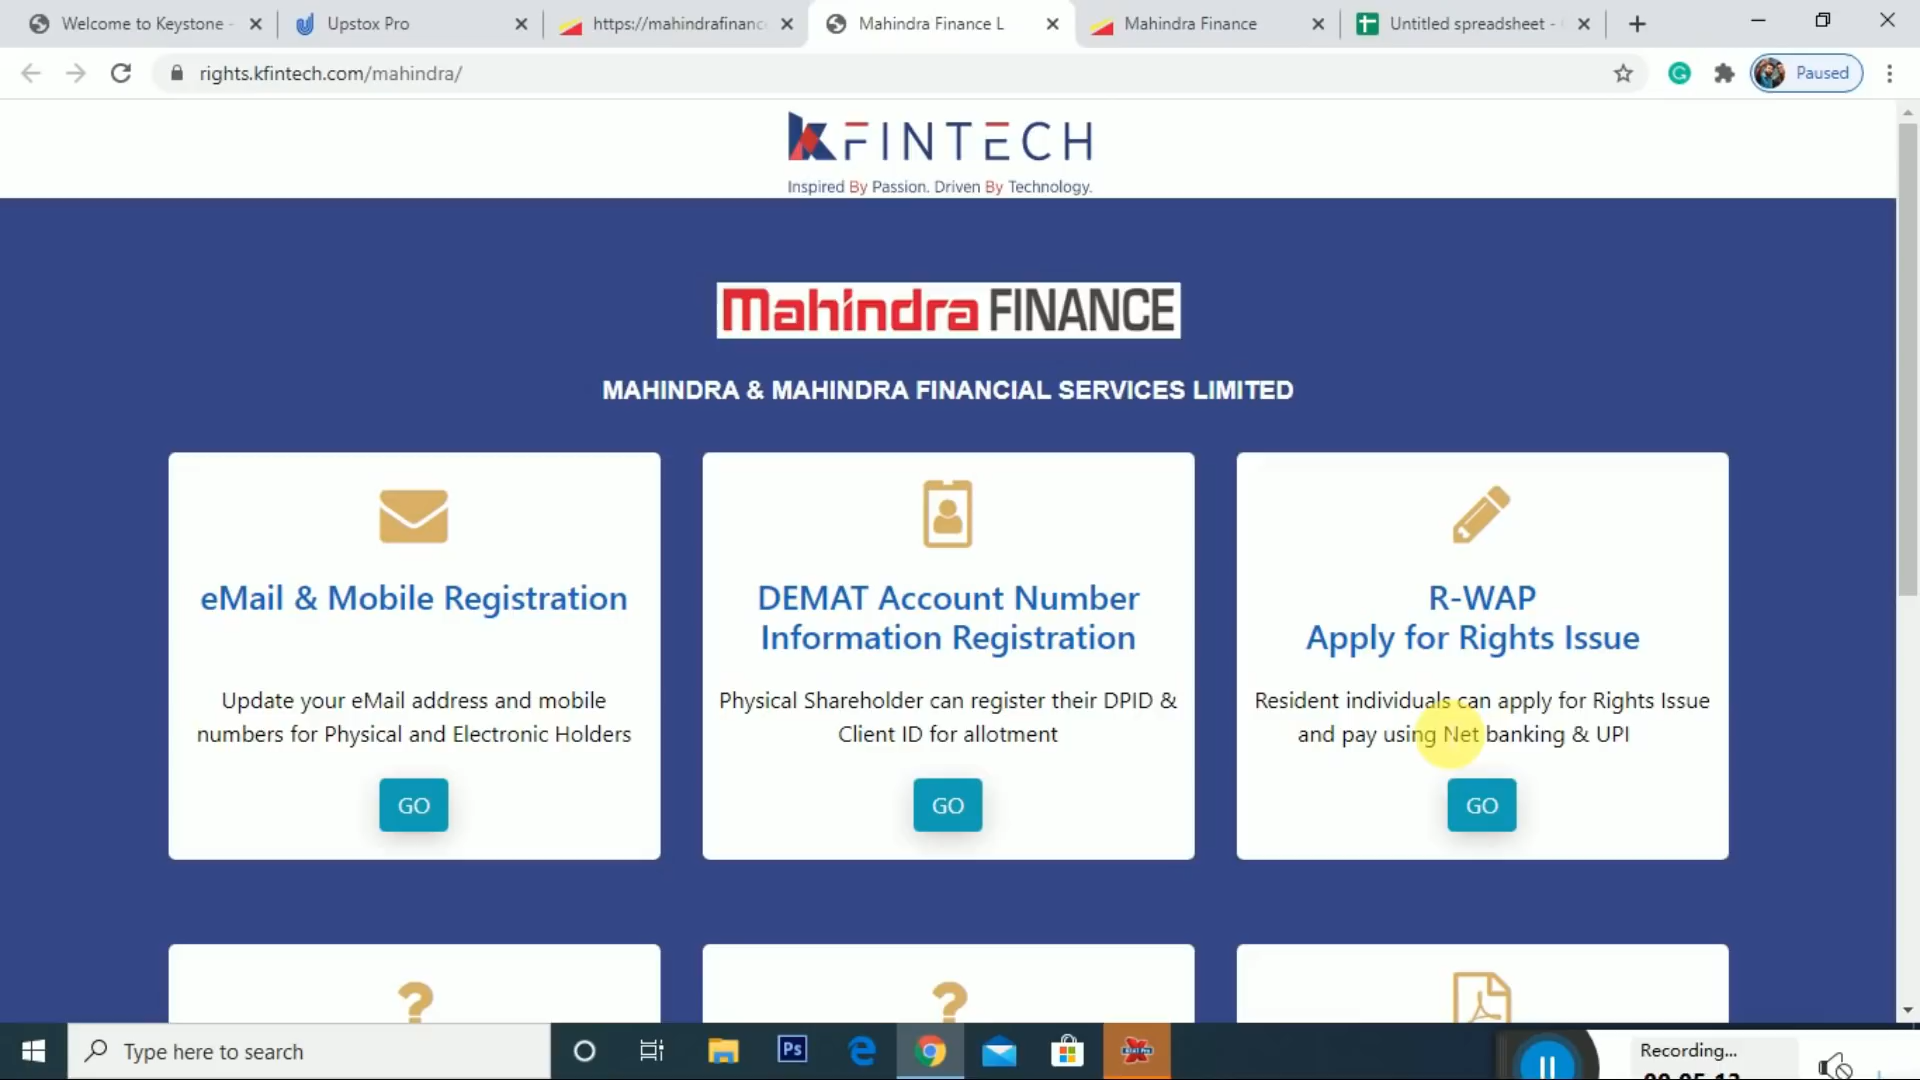 Welcome to Keystone -
Upstox Pro
https://mahindrafinanc
Mahindra Finance L
Mahindra Finance
Untitled spreadsheet -
rights.kfintech.com/mahindra/
Paused
KFINTECH
Inspired By Passion. Driven By Technology.
Mahindra FINANCE
MAHINDRA & MAHINDRA FINANCIAL SERVICES LIMITED
eMail & Mobile Registration
Update your eMail address and mobile
numbers for Physical and Electronic Holders
GO
DEMAT Account Number
Information Registration
Physical Shareholder can register their DPID &
Client ID for allotment
GO
R-WAP
Apply for Rights Issue
Resident individuals can apply for Rights Issue
and pay using Net banking & UPI
GO
Type here to search
Ps
Recording...